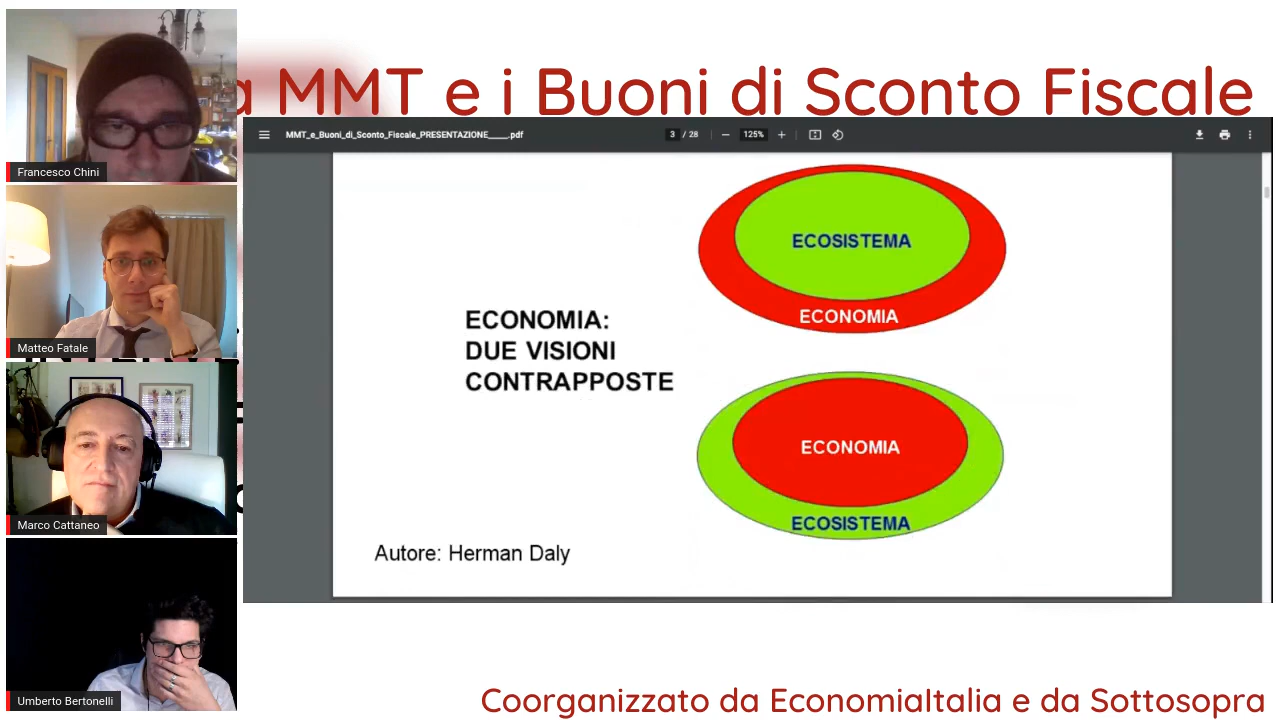 a MMT e i Buoni di Sconto Fiscale
MMT_e_Buoni_di_Sconto_Fiscale_PRESENTAZIONE____.pdf
3 / 28
125%
Francesco Chini
Matteo Fatale
Marco Cattaneo
Umberto Bertonelli
ECOSISTEMA
ECONOMIA
ECONOMIA:
DUE VISIONI
CONTRAPPOSTE
ECONOMIA
ECOSISTEMA
Autore: Herman Daly
Coorganizzato da EconomiaItalia e da Sottosopra